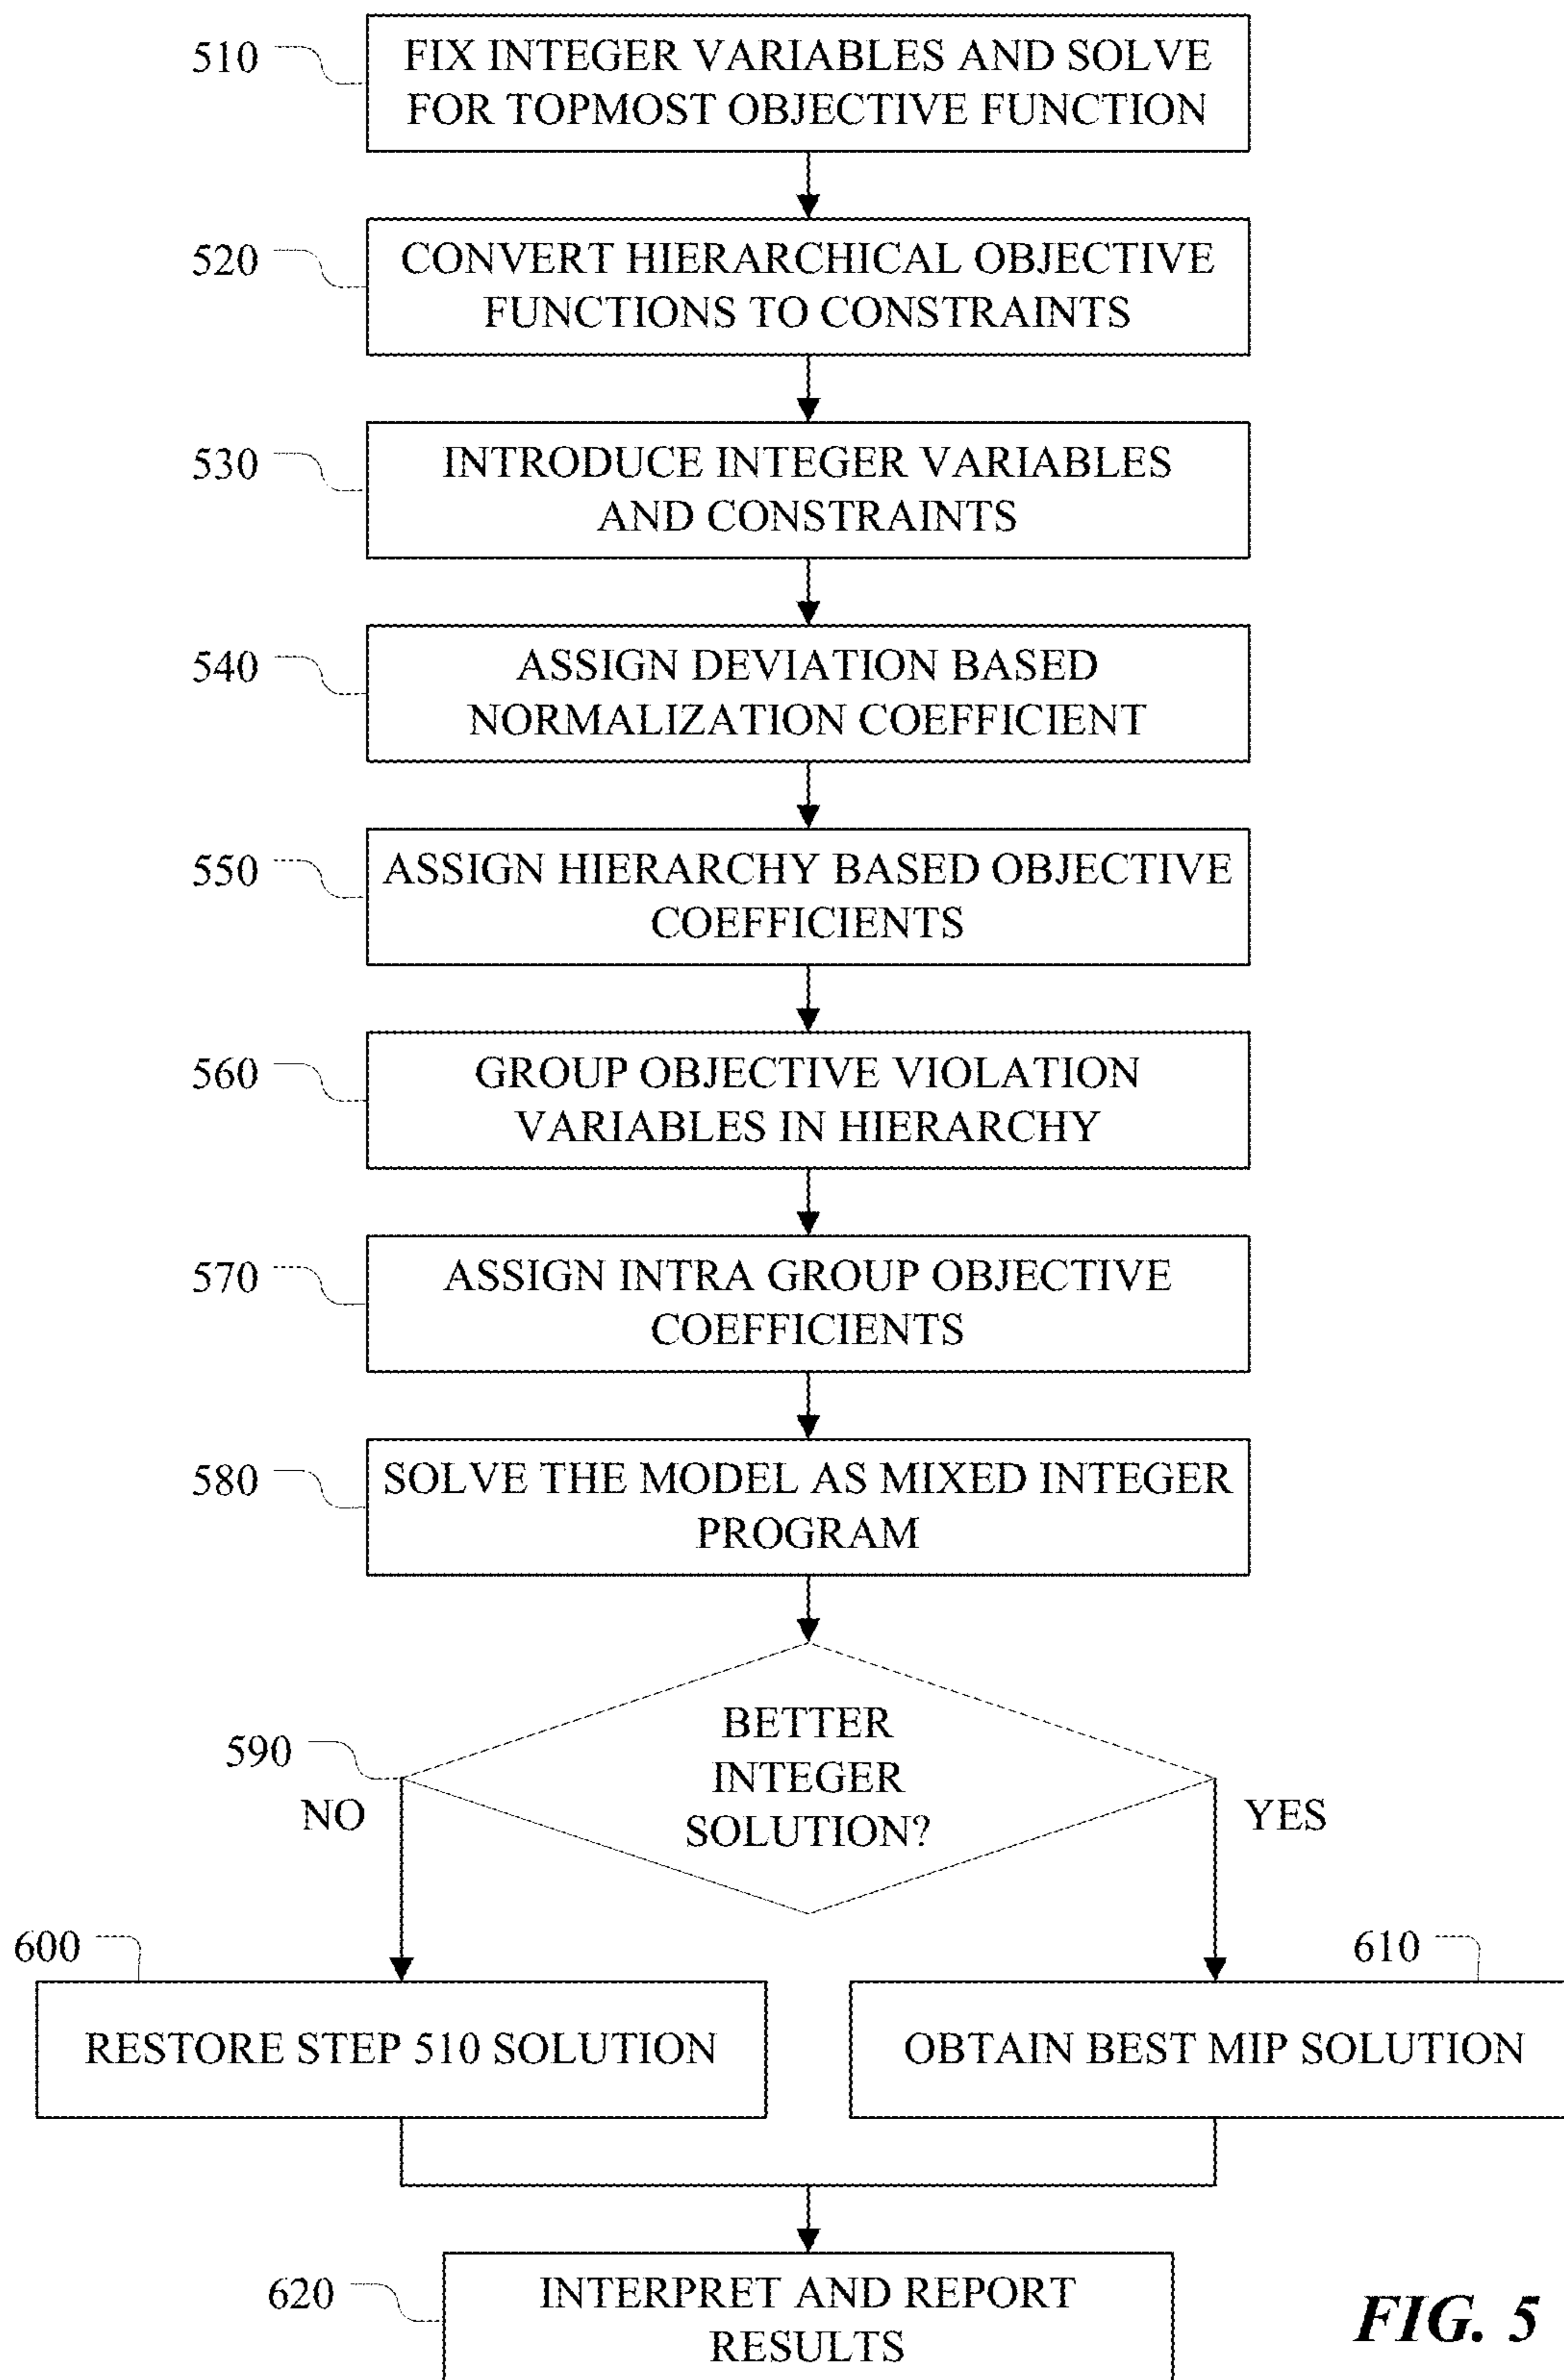 510
FIX INTEGER VARIABLES AND SOLVE
FOR TOPMOST OBJECTIVE FUNCTION
520
CONVERT HIERARCHICAL OBJECTIVE
FUNCTIONS TO CONSTRAINTS
530
INTRODUCE INTEGER VARIABLES
AND CONSTRAINTS
540
ASSIGN DEVIATION BASED
NORMALIZATION COEFFICIENT
550
ASSIGN HIERARCHY BASED OBJECTIVE
COEFFICIENTS
560
GROUP OBJECTIVE VIOLATION
VARIABLES IN HIERARCHY
570
ASSIGN INTRA GROUP OBJECTIVE
COEFFICIENTS
580
SOLVE THE MODEL AS MIXED INTEGER
PROGRAM
590
BETTER
INTEGER
SOLUTION?
NO
YES
600
RESTORE STEP 510 SOLUTION
610
OBTAIN BEST MIP SOLUTION
620
INTERPRET AND REPORT
RESULTS
FIG. 5